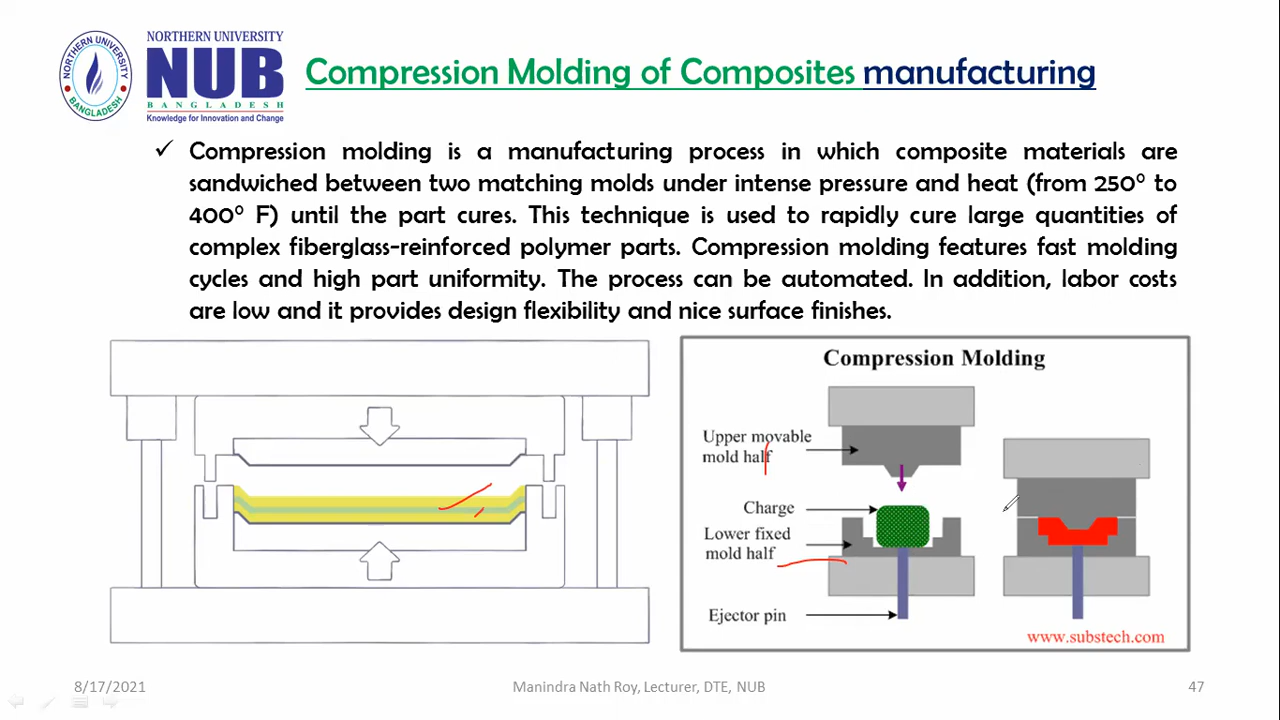 NORTHERN UNIVERSITY
BANGLADESH
NORTHERN UNIVERSITY
NUB
BANGLADESH
Knowledge for Innovation and Change
Compression Molding of Composites manufacturing
✓ Compression molding is a manufacturing process in which composite materials are
sandwiched between two matching molds under intense pressure and heat (from 250° to
400° F) until the part cures. This technique is used to rapidly cure large quantities of
complex fiberglass-reinforced polymer parts. Compression molding features fast molding
cycles and high part uniformity. The process can be automated. In addition, labor costs
are low and it provides design flexibility and nice surface finishes.
Compression Molding
Upper movable
mold half
Charge
Lower fixed
mold half
Ejector pin
www.substech.com
8/17/2021
Manindra Nath Roy, Lecturer, DTE, NUB
47